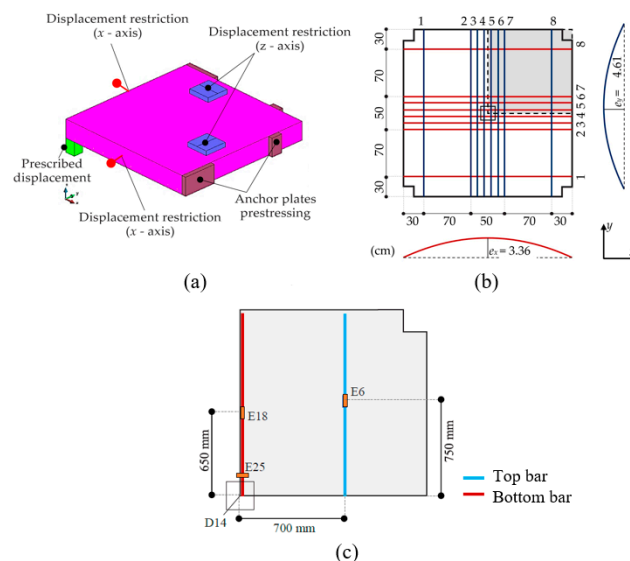 (a)
Displacement restriction
(x - axis)
Displacement restriction
(z - axis)
Prescribed
displacement
Displacement restriction
(x - axis)
Anchor plates
prestressing
1 2 3 4 5 6 7 8
30
70
50
70
30
8
2 3 4 5 6 7
1
30 70 50 70 30
(cm)
eₓ = 3.36
eᵧ = 4.61
y
(b)
E6
E18
E25
650 mm
750 mm
D14
700 mm
Top bar
Bottom bar
(c)